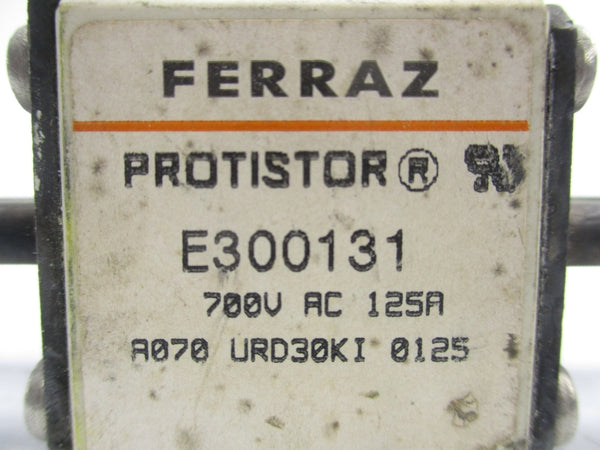 FERRAZ
PROTISTOR®
E300131
700V AC 125A
A070 URD30KI 0125